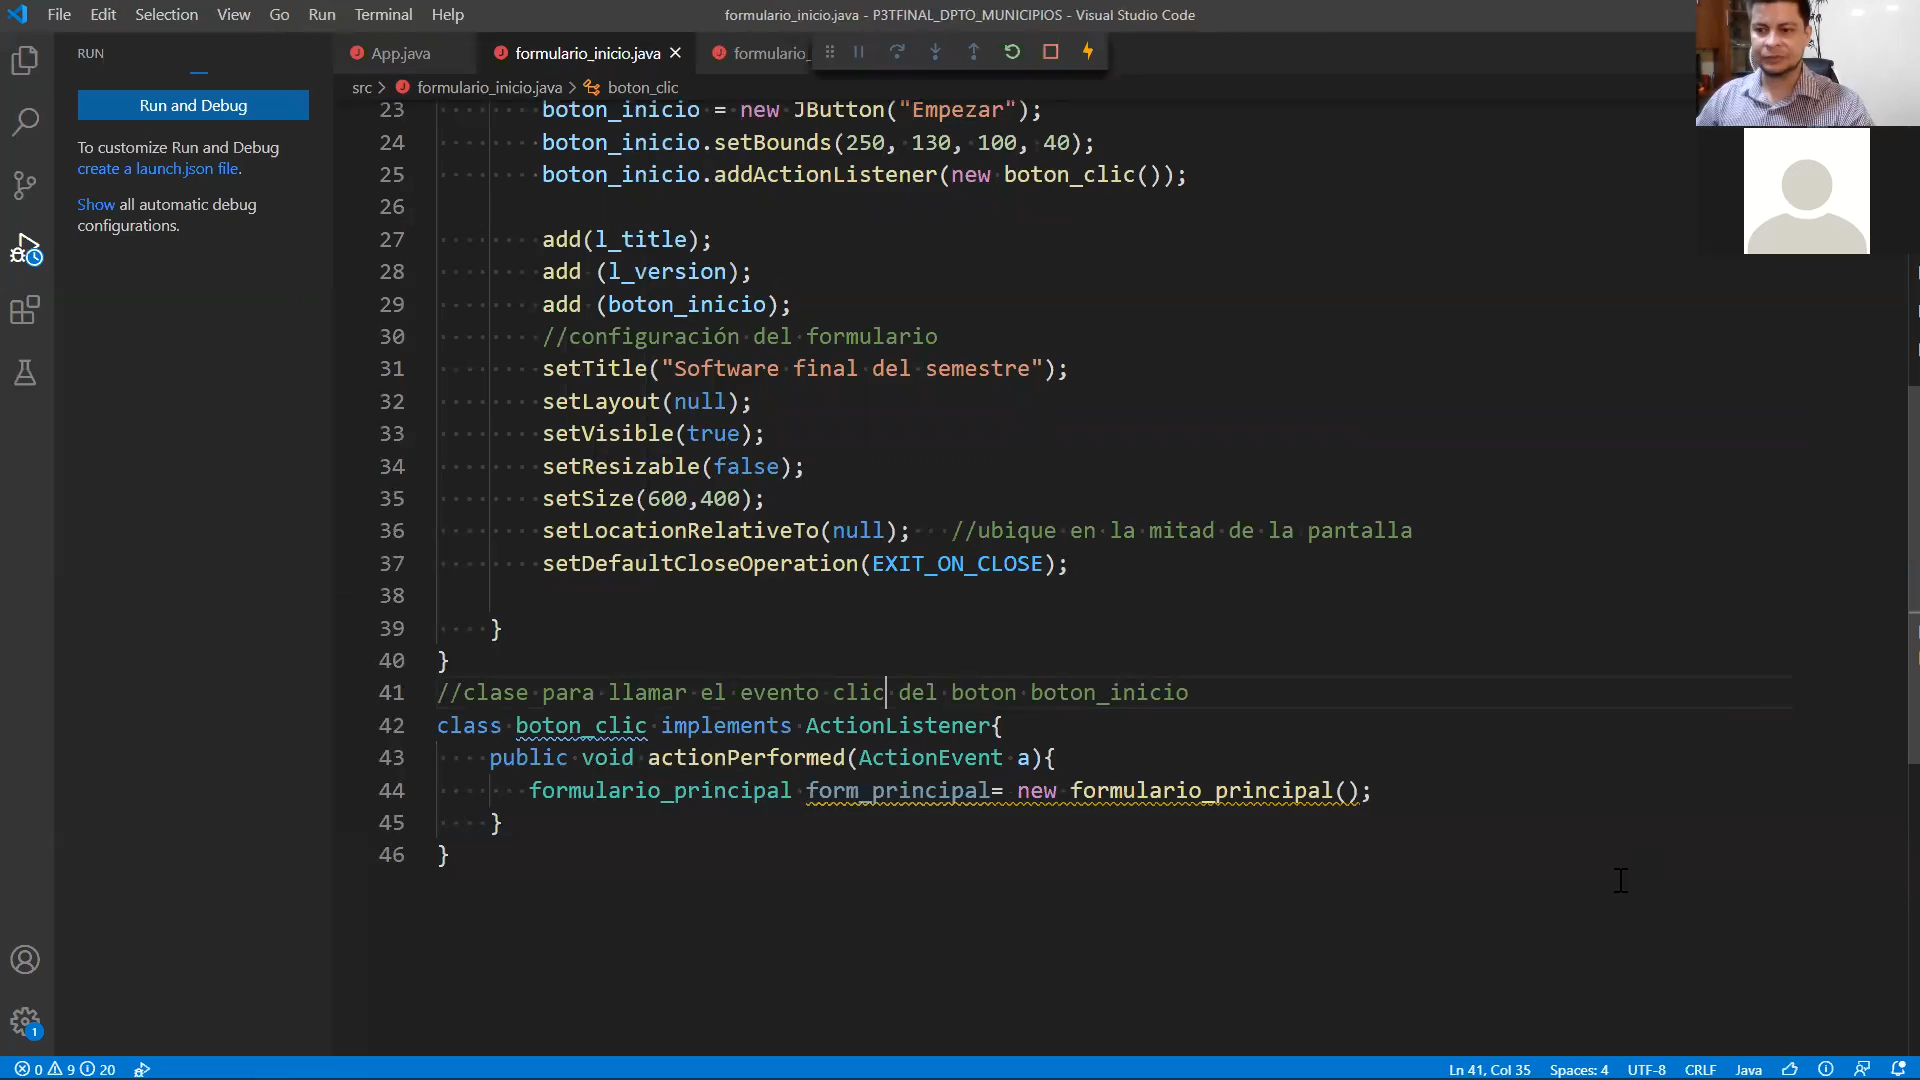 File Edit Selection View Go Run Terminal Help
formulario_inicio.java - P3TFINAL_DPTO_MUNICIPIOS - Visual Studio Code
RUN
App.java
formulario_inicio.java
formulario_
src > formulario_inicio.java > boton_clic
Run and Debug
To customize Run and Debug
create a launch.json file.
Show all automatic debug
configurations.
23 boton_inicio = new JButton("Empezar");
24 boton_inicio.setBounds(250, 130, 100, 40);
25 boton_inicio.addActionListener(new boton_clic());
26
27 add(l_title);
28 add (l_version);
29 add (boton_inicio);
30 //configuración del formulario
31 setTitle("Software final del semestre");
32 setLayout(null);
33 setVisible(true);
34 setResizable(false);
35 setSize(600,400);
36 setLocationRelativeTo(null); //ubique en la mitad de la pantalla
37 setDefaultCloseOperation(EXIT_ON_CLOSE);
38
39 }
40 }
41 //clase para llamar el evento clic del boton boton_inicio
42 class boton_clic implements ActionListener{
43 public void actionPerformed(ActionEvent a){
44 formulario_principal form_principal= new formulario_principal();
45 }
46 }
1
0 9 20
Ln 41, Col 35 Spaces: 4 UTF-8 CRLF Java